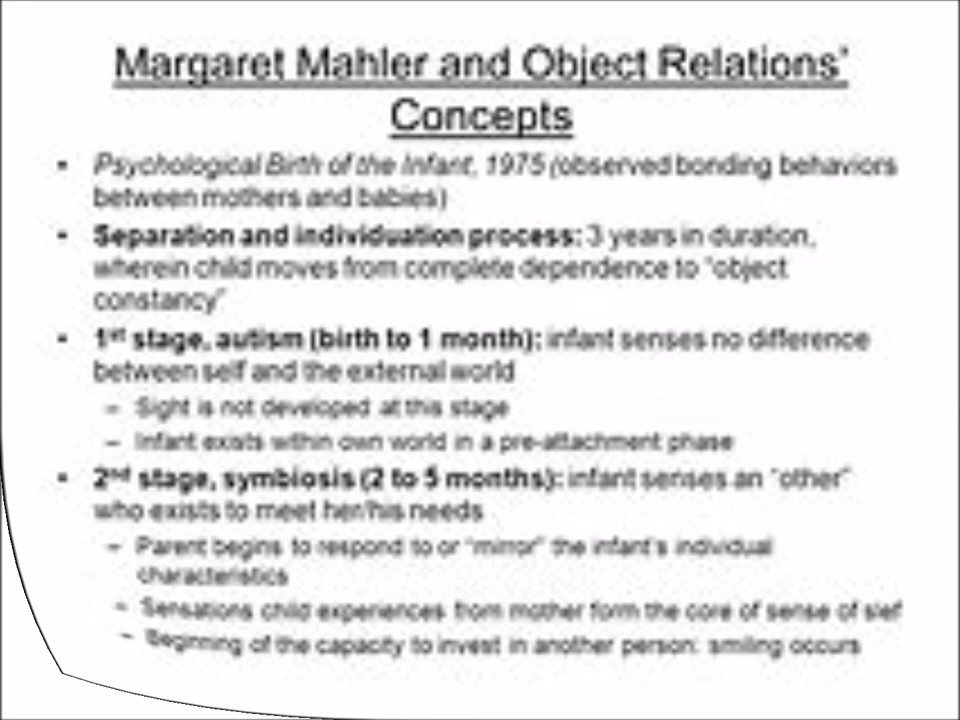 Margaret Mahler and Object Relations'
Concepts
• Psychological Birth of the Infant, 1975 (observed bonding behaviors
between mothers and babies)
• Separation and individuation process: 3 years in duration,
wherein child moves from complete dependence to "object
constancy"
• 1st stage, autism (birth to 1 month): infant senses no difference
between self and the external world
– Sight is not developed at this stage
– Infant exists within own world in a pre-attachment phase
• 2nd stage, symbiosis (2 to 5 months): infant senses an "other"
who exists to meet her/his needs
– Parent begins to respond to or "mirror" the infant's individual
characteristics
– Sensations child experiences from mother form the core of sense of slef
– Beginning of the capacity to invest in another person: smiling occurs